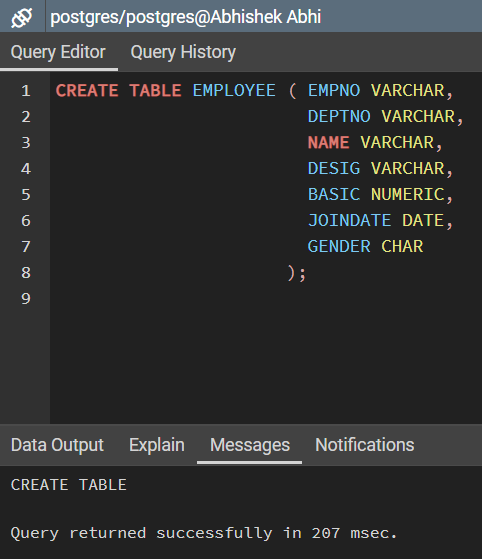 postgres/postgres@Abhishek Abhi
Query Editor Query History
1 CREATE TABLE EMPLOYEE ( EMPNO VARCHAR,
2 DEPTNO VARCHAR,
3 NAME VARCHAR,
4 DESIG VARCHAR,
5 BASIC NUMERIC,
6 JOINDATE DATE,
7 GENDER CHAR
8 );
9
Data Output Explain Messages Notifications
CREATE TABLE
Query returned successfully in 207 msec.